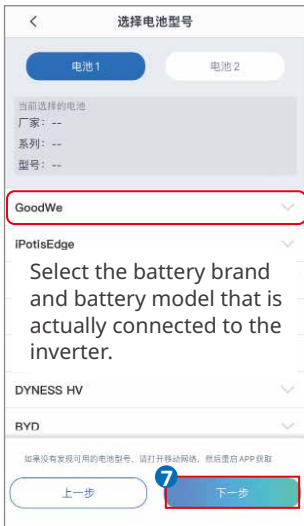 选择电池型号
电池1
电池2
当前选择的电池
厂家: --
系列: --
型号: --
GoodWe
iPotisEdge
Select the battery brand
and battery model that is
actually connected to the
inverter.
DYNESS HV
BYD
如果没有发现可用的电池型号，请打开移动网络，然后重启APP获取
7
上一步
下一步